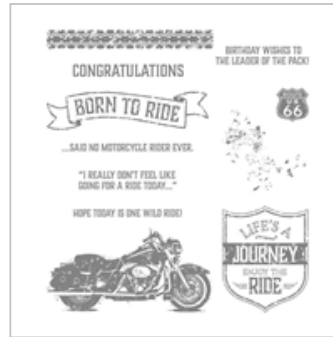 CONGRATULATIONS
BIRTHDAY WISHES TO
THE LEADER OF THE PACK!
BORN TO RIDE
66
...SAID NO MOTORCYCLE RIDER EVER.
"I REALLY DON'T FEEL LIKE
GOING FOR A RIDE TODAY..."
HOPE TODAY IS ONE WILD RIDE!
LIFE'S A
JOURNEY
ENJOY THE
RIDE